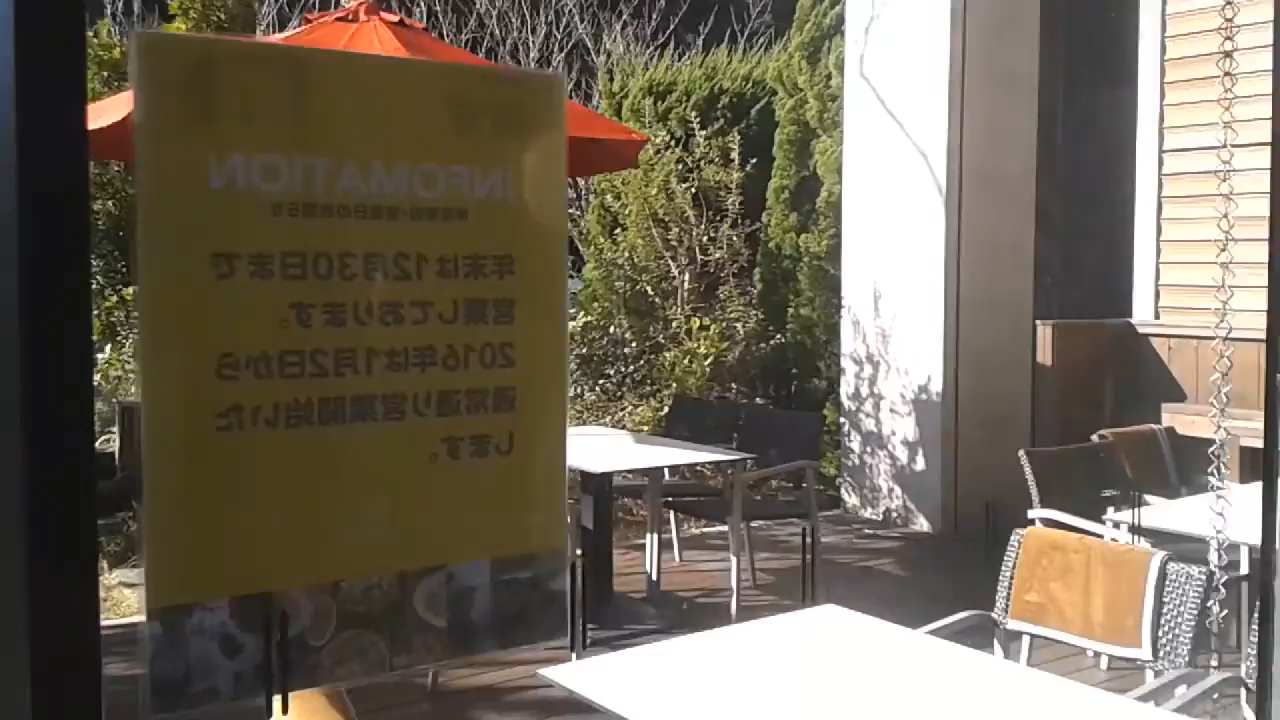 INFOMATION
年末は12月30日まで
営業しております。
2016年は1月2日から
通常通り営業開始いた
します。